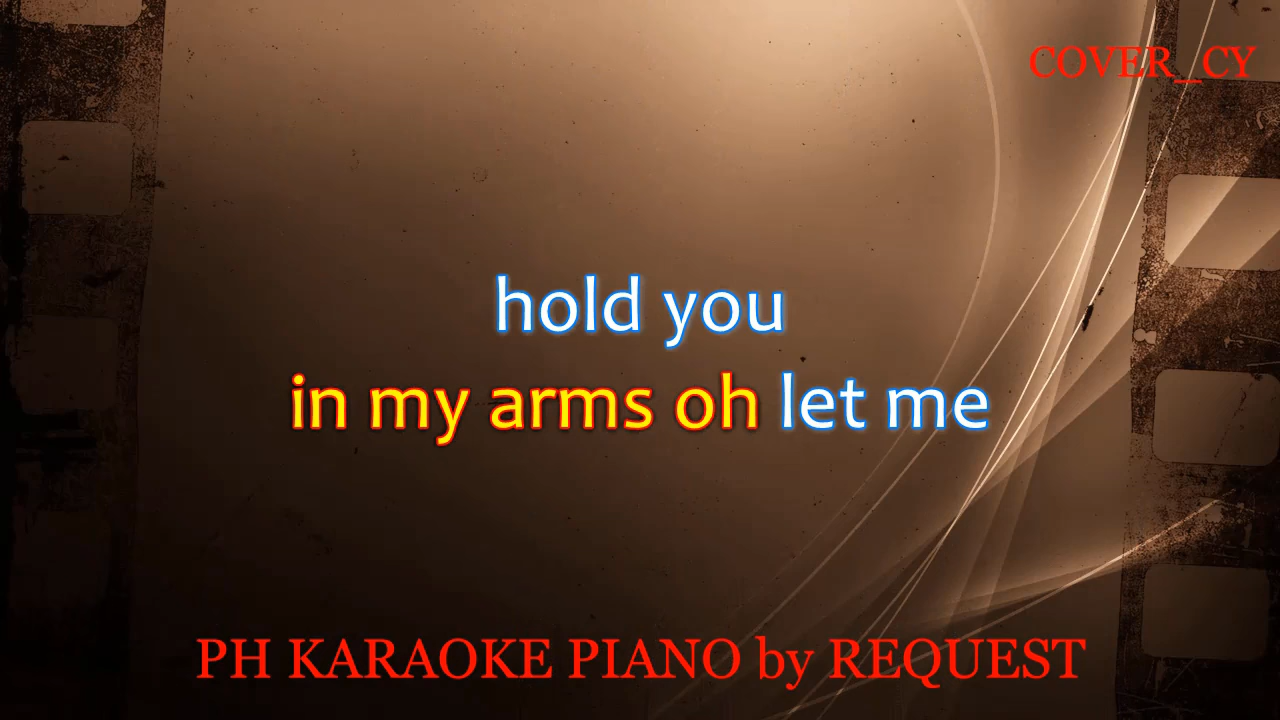 COVER_CY
hold you
in my arms oh let me
PH KARAOKE PIANO by REQUEST